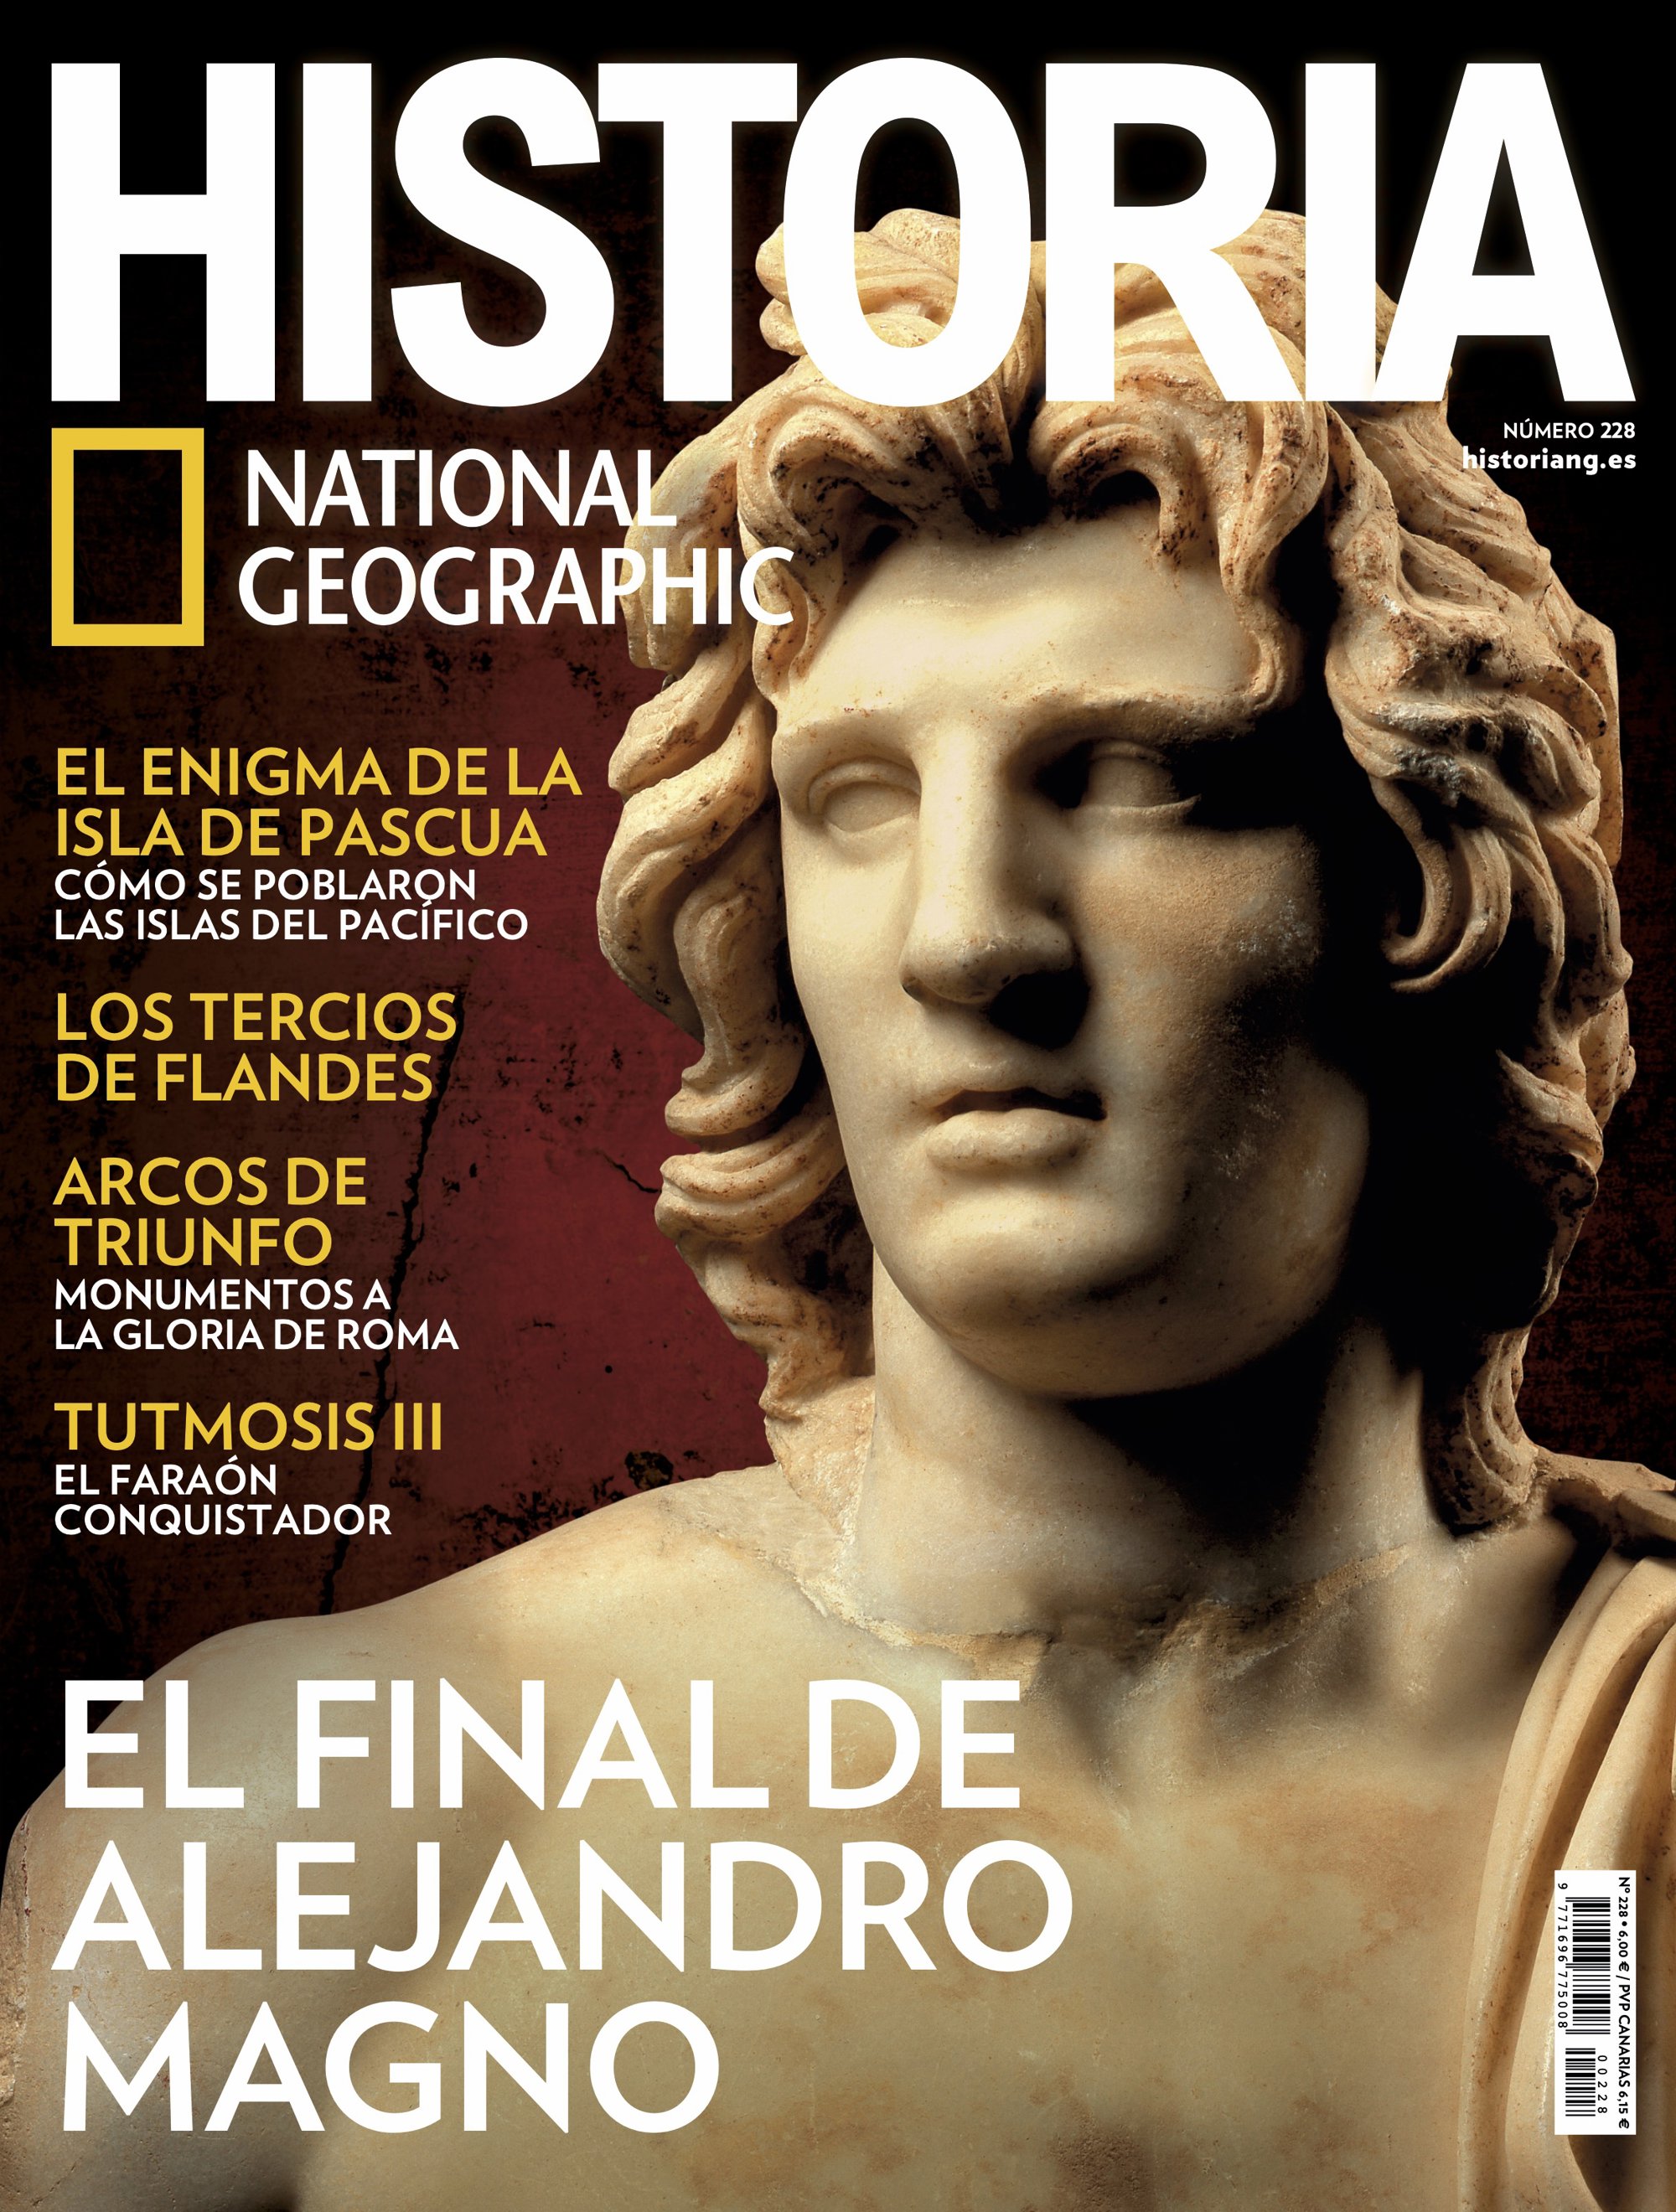 HISTORIA
NATIONAL
GEOGRAPHIC
NÚMERO 228
historiang.es
EL ENIGMA DE LA
ISLA DE PASCUA
CÓMO SE POBLARON
LAS ISLAS DEL PACÍFICO
LOS TERCIOS
DE FLANDES
ARCOS DE
TRIUNFO
MONUMENTOS A
LA GLORIA DE ROMA
TUTMOSIS III
EL FARAÓN
CONQUISTADOR
EL FINAL DE
ALEJANDRO
MAGNO
Nº 228 • 6,00 € / PVP CANARIAS 6,15 €
00228
9 771696 775008